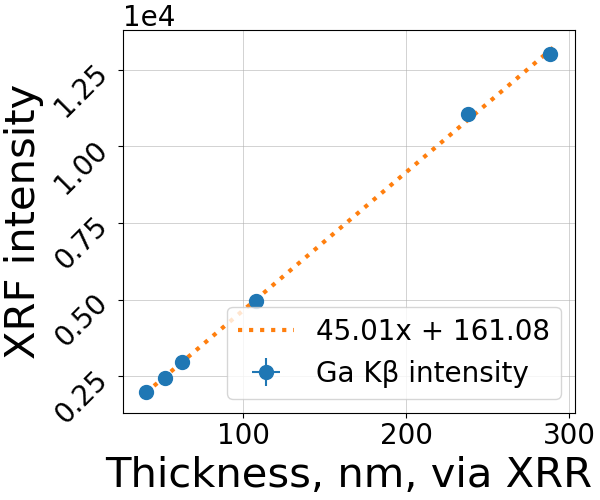 1e4
1.25
1.00
0.75
0.50
0.25
XRF intensity
45.01x + 161.08
Ga Kβ intensity
100
200
300
Thickness, nm, via XRR